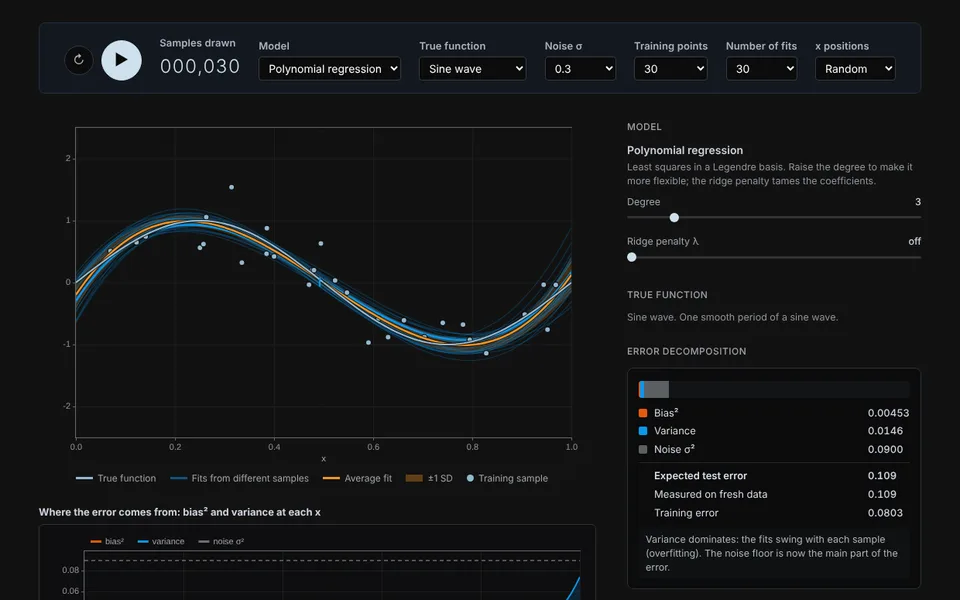 Samples drawn
000,030
Model
Polynomial regression
True function
Sine wave
Noise σ
0.3
Training points
30
Number of fits
30
x positions
Random
2
1
0
-1
-2
0.0 0.2 0.4 0.6 0.8 1.0
x
True function Fits from different samples Average fit ±1 SD Training sample
Where the error comes from: bias² and variance at each x
bias² variance noise σ²
0.08
0.06
MODEL
Polynomial regression
Least squares in a Legendre basis. Raise the degree to make it
more flexible; the ridge penalty tames the coefficients.
Degree 3
Ridge penalty λ off
TRUE FUNCTION
Sine wave. One smooth period of a sine wave.
ERROR DECOMPOSITION
Bias² 0.00453
Variance 0.0146
Noise σ² 0.0900
Expected test error 0.109
Measured on fresh data 0.109
Training error 0.0803
Variance dominates: the fits swing with each sample
(overfitting). The noise floor is now the main part of the
error.